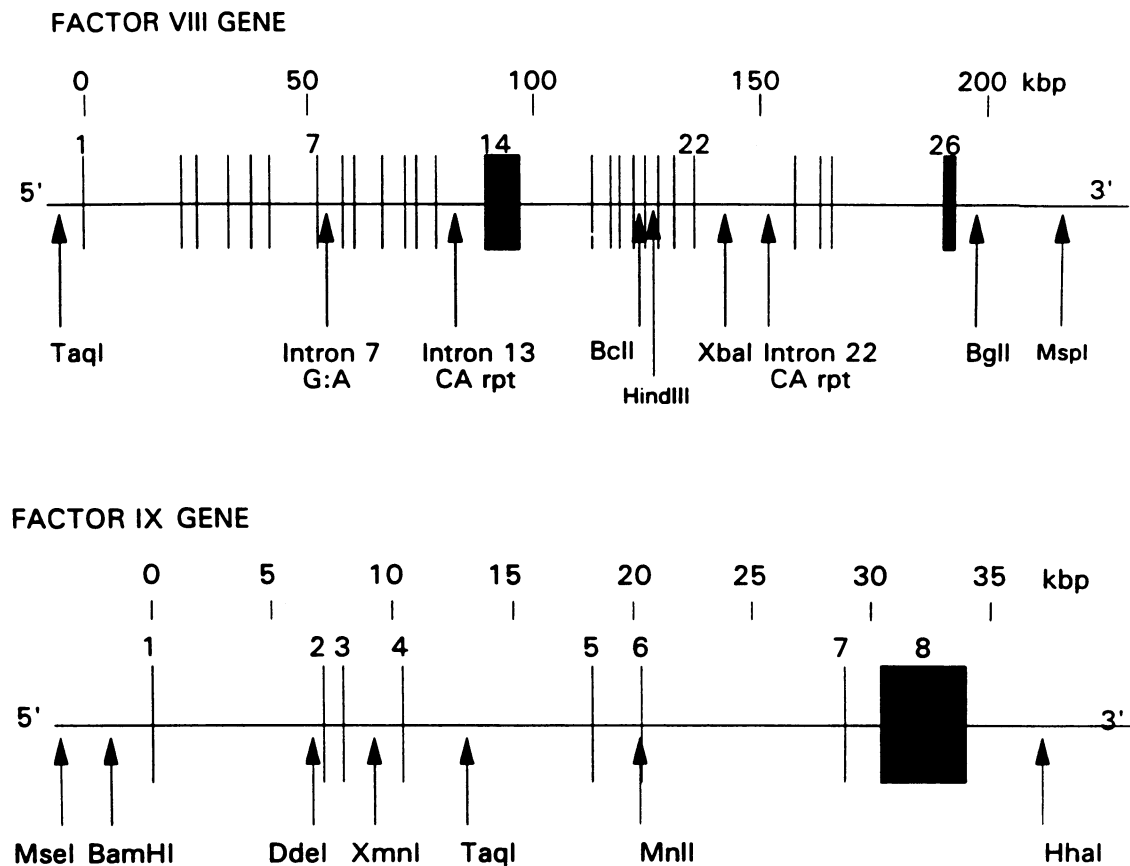 FACTOR VIII GENE
0 50 100 150 200 kbp
1 7 14 22 26
5' 3'
TaqI Intron 7 Intron 13 BclI XbaI Intron 22 BglI MspI
G:A CA rpt CA rpt
HindIII
FACTOR IX GENE
0 5 10 15 20 25 30 35 kbp
1 2 3 4 5 6 7 8
5' 3'
MseI BamHI DdeI XmnI TaqI MnlI HhaI